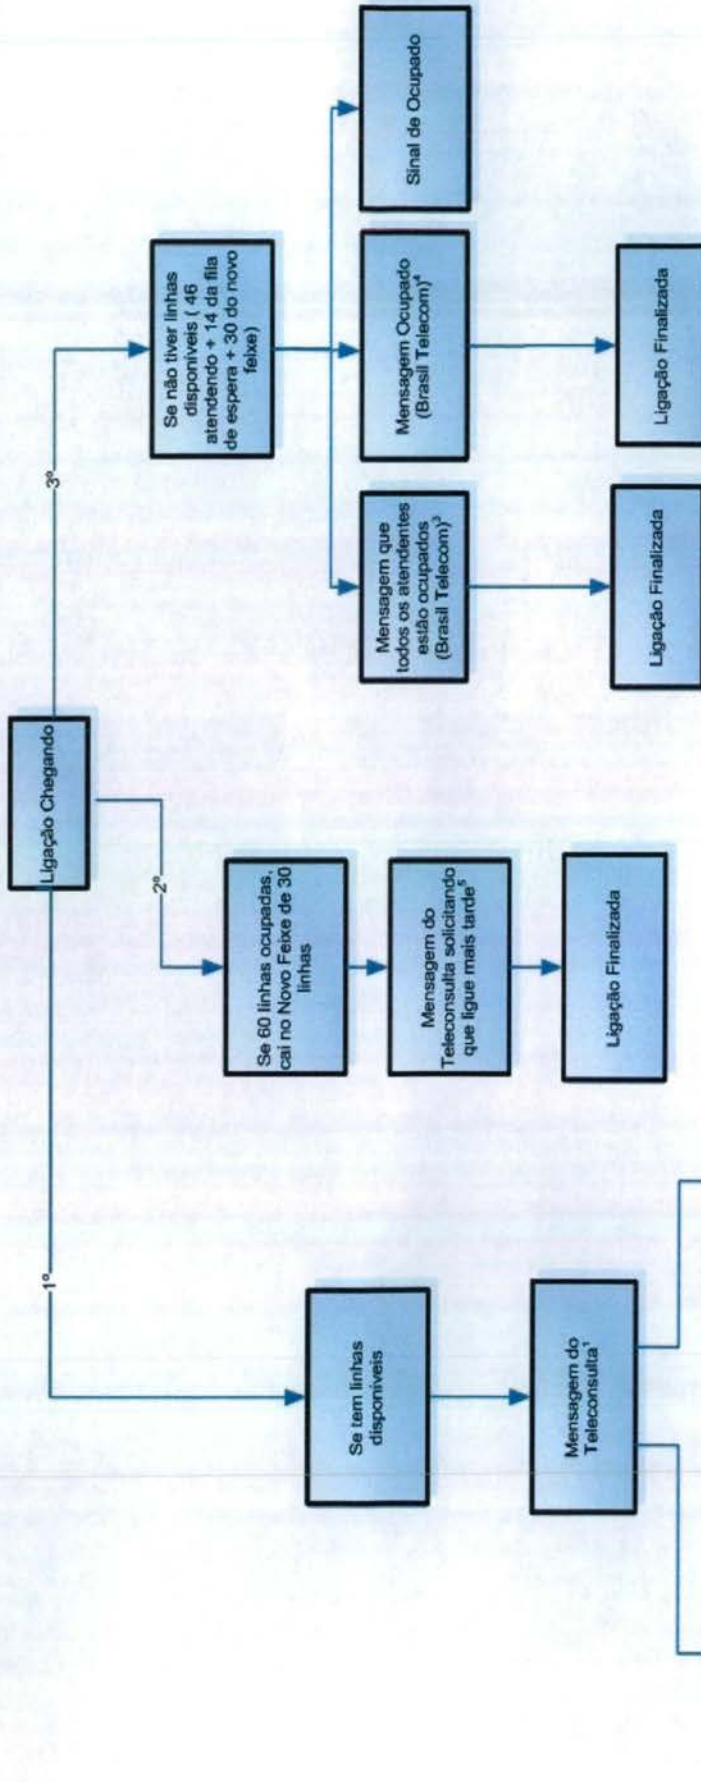 Ligação Chegando
1º
2º
3º
Se tem linhas
disponíveis
Mensagem do
Teleconsulta¹
Se 60 linhas ocupadas,
cai no Novo Feixe de 30
linhas
Mensagem do
Teleconsulta solicitando
que ligue mais tarde⁵
Ligação Finalizada
Se não tiver linhas
disponíveis ( 46
atendendo + 14 da fila
de espera + 30 do novo
feixe)
Mensagem que
todos os atendentes
estão ocupados
(Brasil Telecom)³
Ligação Finalizada
Mensagem Ocupado
(Brasil Telecom)⁴
Ligação Finalizada
Sinal de Ocupado